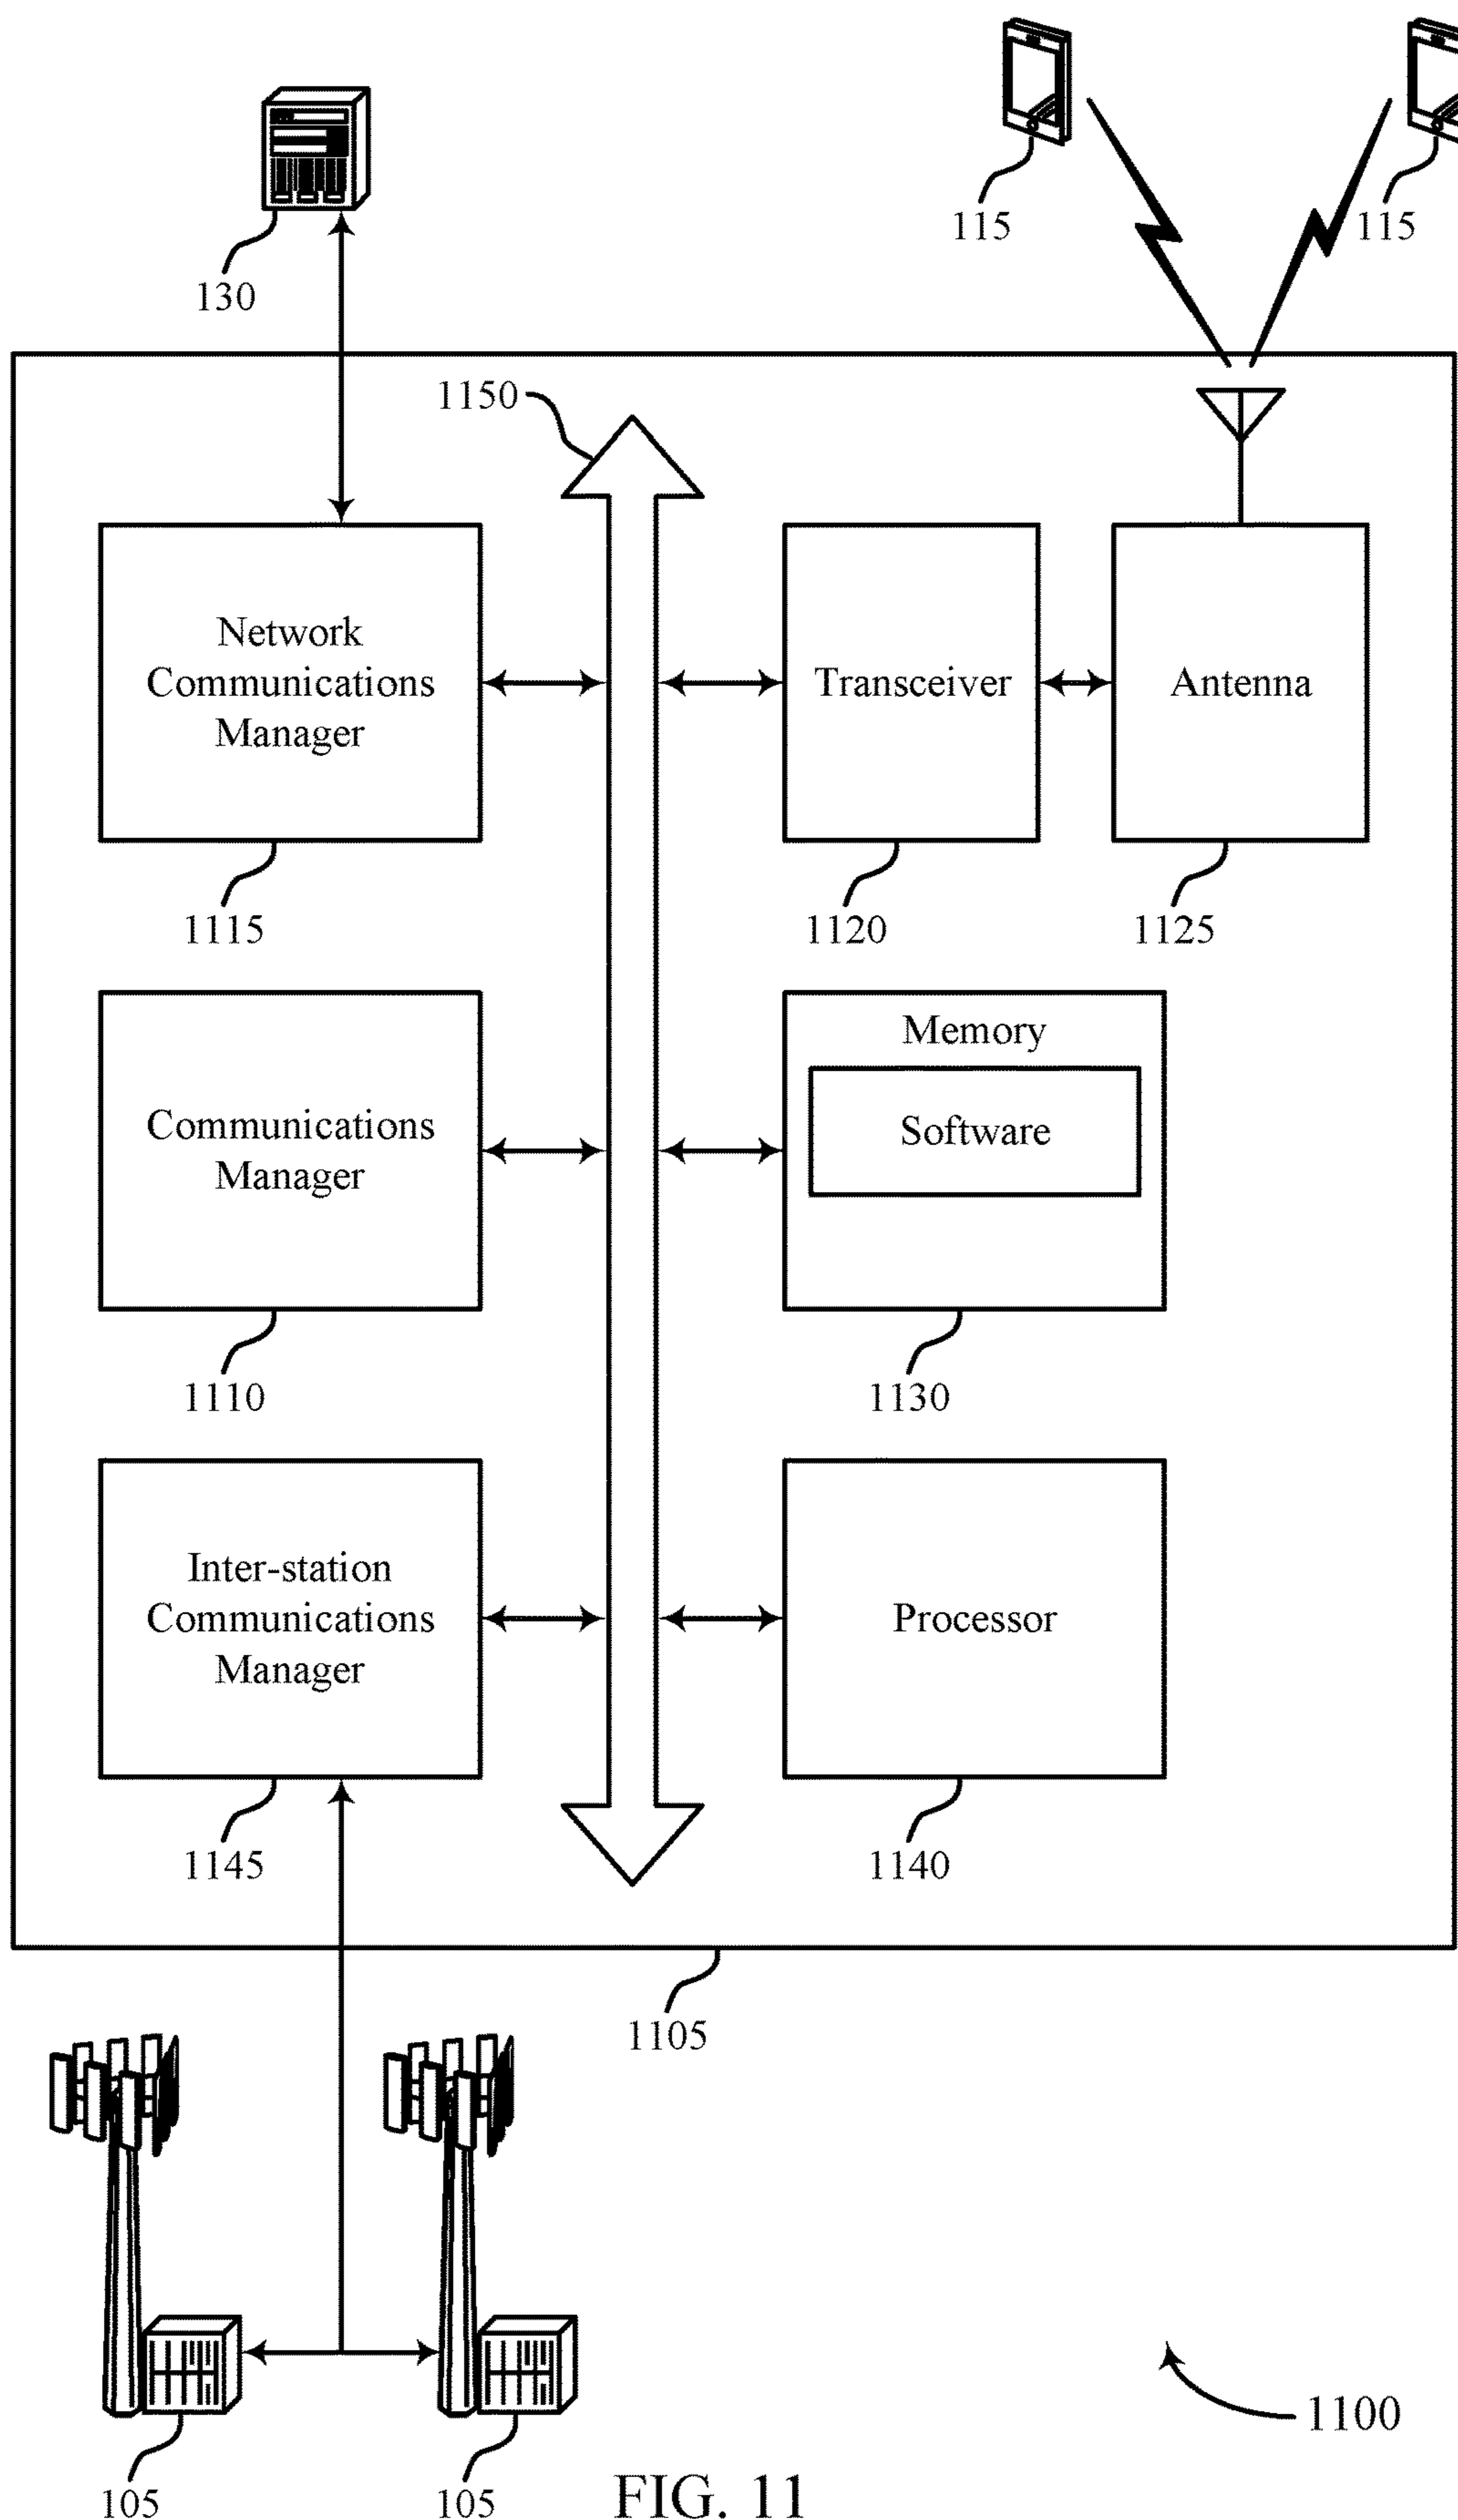 115
115
130
1150
Network
Communications
Manager
Transceiver
Antenna
1115
1120
1125
Communications
Manager
Memory
Software
1110
1130
Inter-station
Communications
Manager
Processor
1145
1140
1105
1100
105
105
FIG. 11